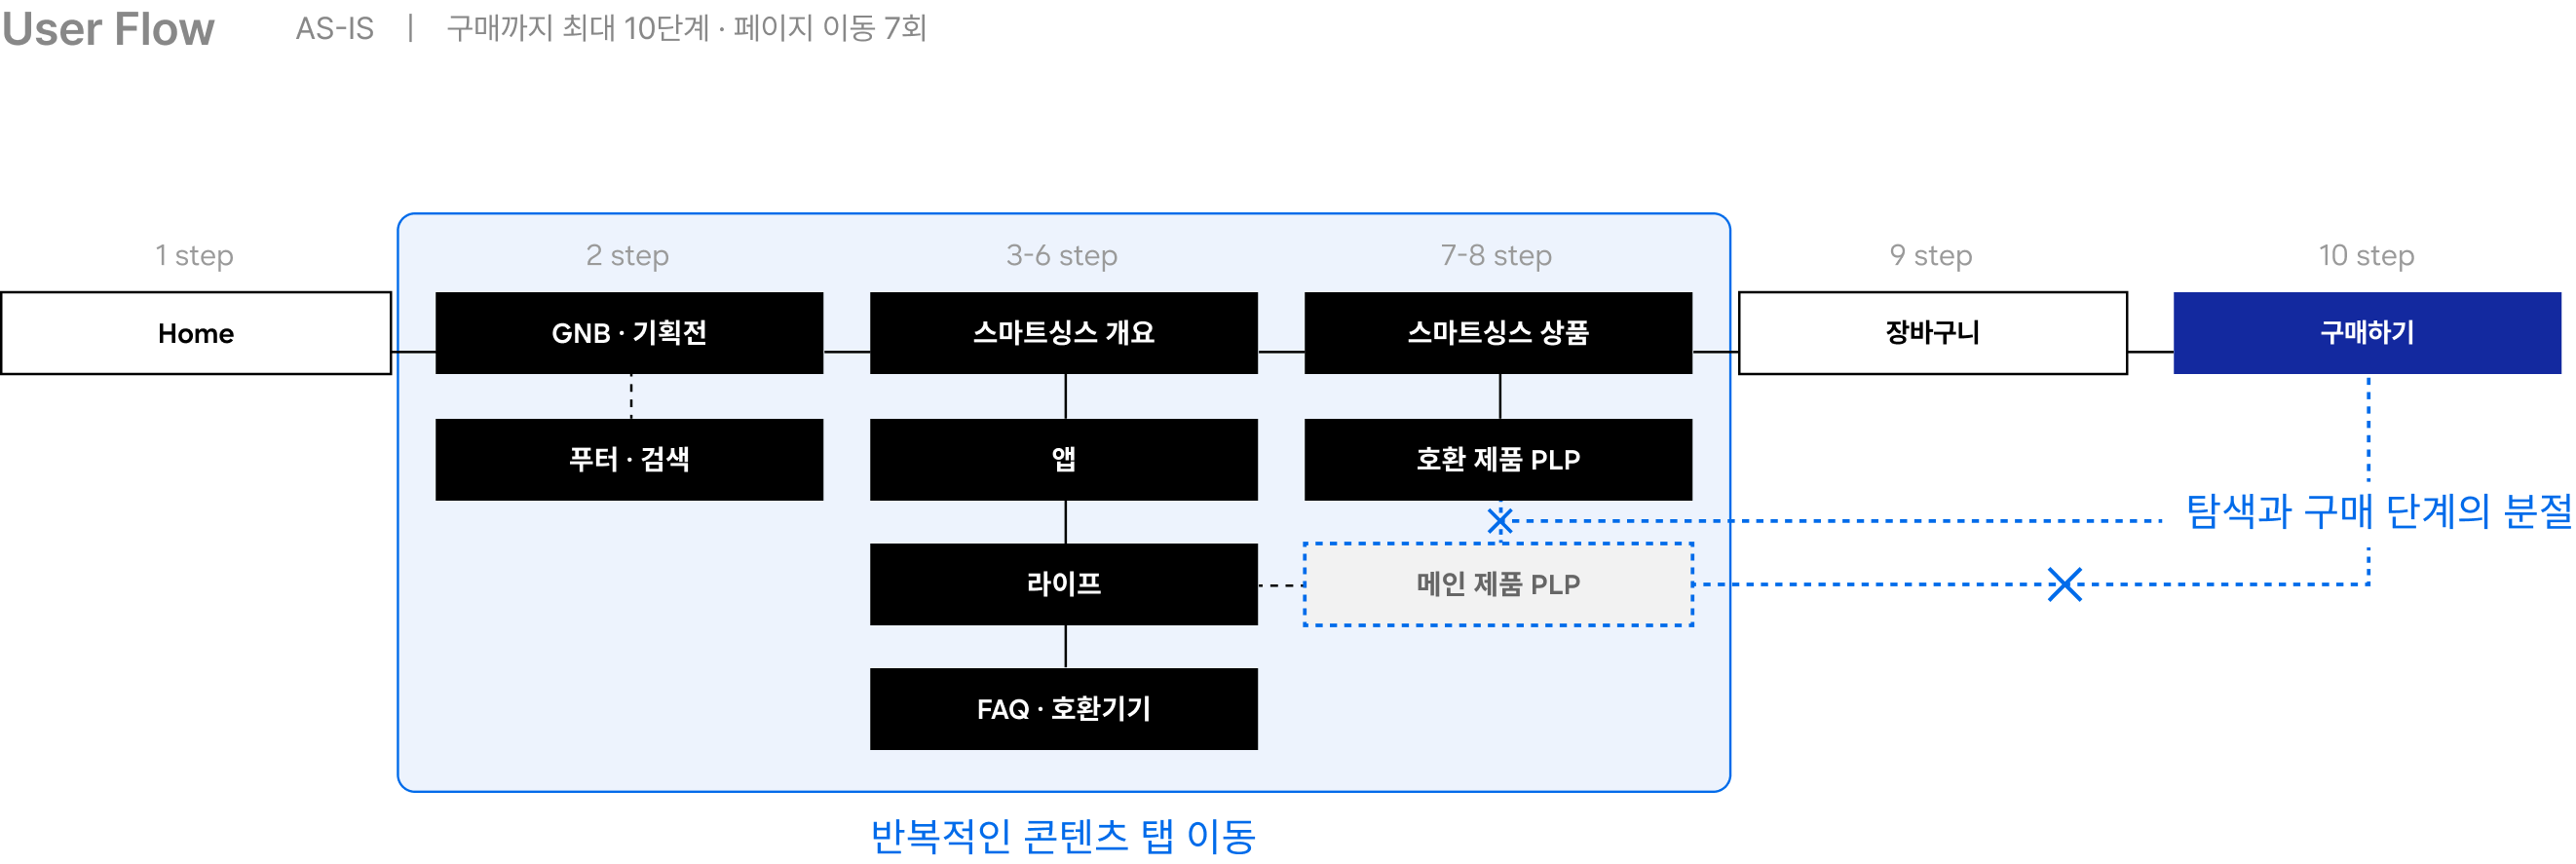 User Flow AS-IS | 구매까지 최대 10단계 · 페이지 이동 7회
1 step 2 step 3-6 step 7-8 step 9 step 10 step
Home GNB · 기획전 스마트싱스 개요 스마트싱스 상품 장바구니 구매하기
푸터 · 검색 앱 호환 제품 PLP
탐색과 구매 단계의 분절
라이프 메인 제품 PLP
FAQ · 호환기기
반복적인 콘텐츠 탭 이동